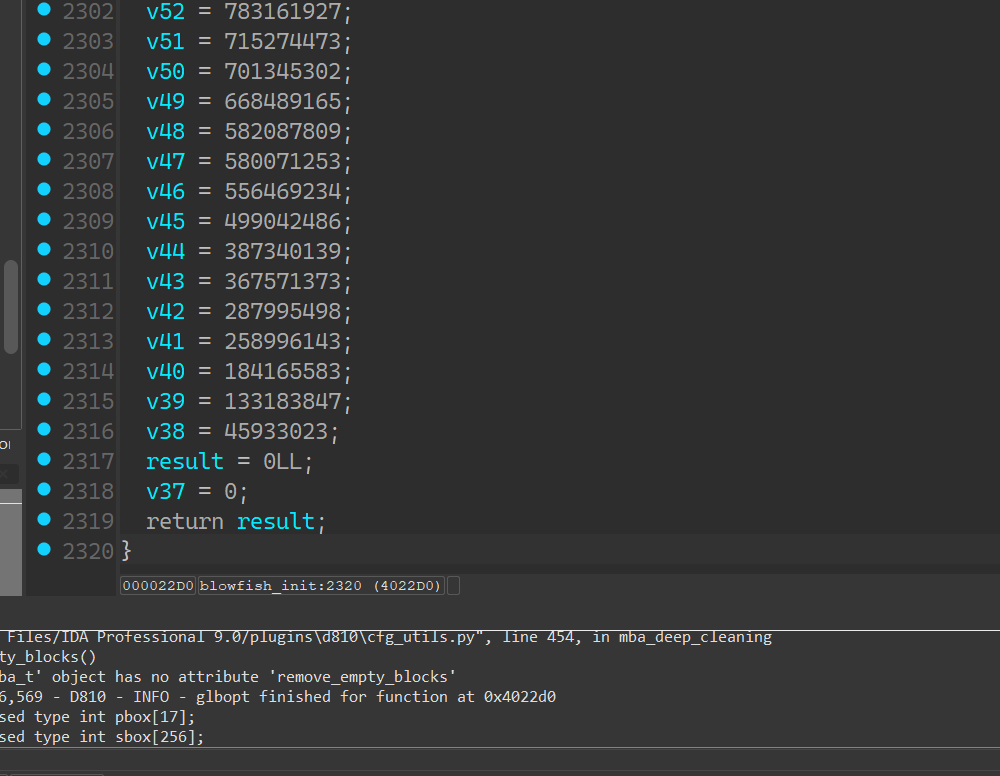 2302 v52 = 783161927;
2303 v51 = 715274473;
2304 v50 = 701345302;
2305 v49 = 668489165;
2306 v48 = 582087809;
2307 v47 = 580071253;
2308 v46 = 556469234;
2309 v45 = 499042486;
2310 v44 = 387340139;
2311 v43 = 367571373;
2312 v42 = 287995498;
2313 v41 = 258996143;
2314 v40 = 184165583;
2315 v39 = 133183847;
2316 v38 = 45933023;
2317 result = 0LL;
2318 v37 = 0;
2319 return result;
2320 }
000022D0 blowfish_init:2320 (4022D0)
Files/IDA Professional 9.0/plugins\d810\cfg_utils.py", line 454, in mba_deep_cleaning
ty_blocks()
ba_t' object has no attribute 'remove_empty_blocks'
6,569 - D810 - INFO - glbopt finished for function at 0x4022d0
sed type int pbox[17];
sed type int sbox[256];